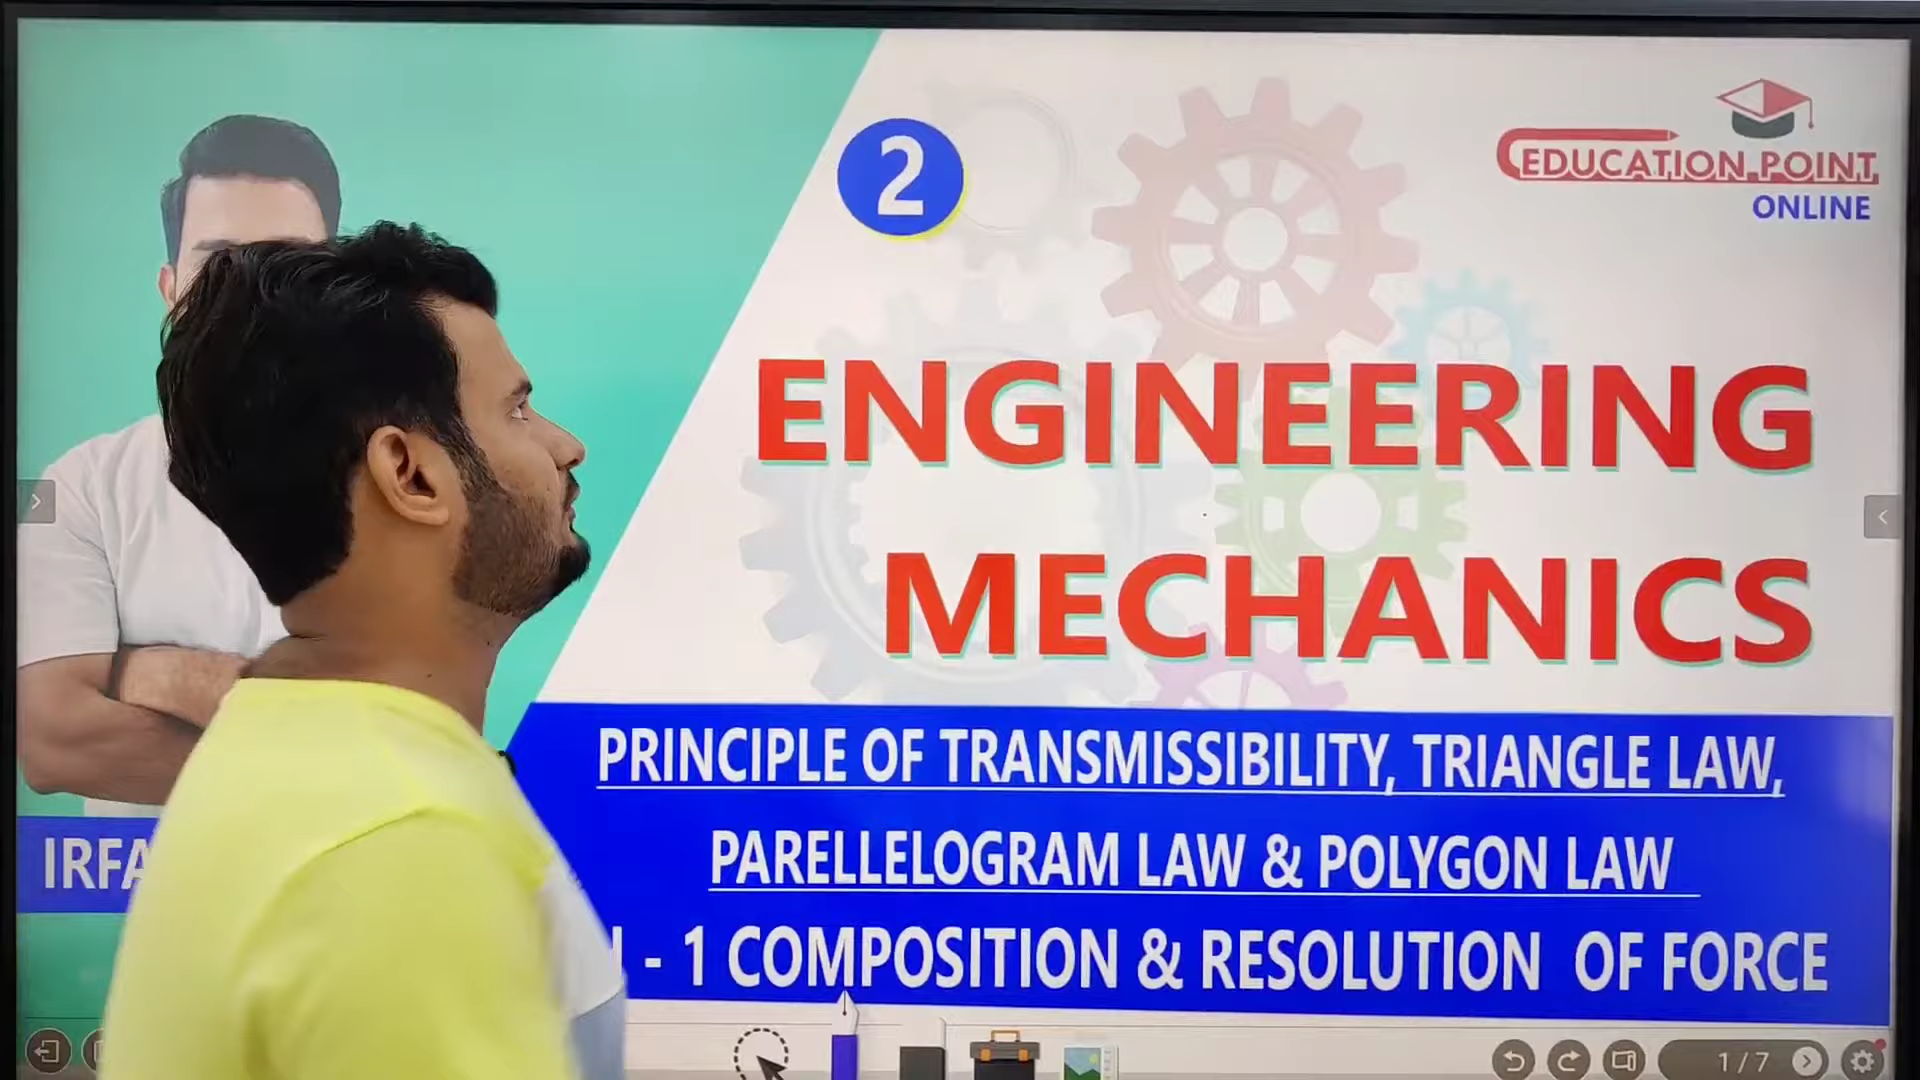 2
EDUCATION POINT
ONLINE
ENGINEERING
MECHANICS
PRINCIPLE OF TRANSMISSIBILITY, TRIANGLE LAW,
PARELLELOGRAM LAW & POLYGON LAW
- 1 COMPOSITION & RESOLUTION OF FORCE
1 / 7